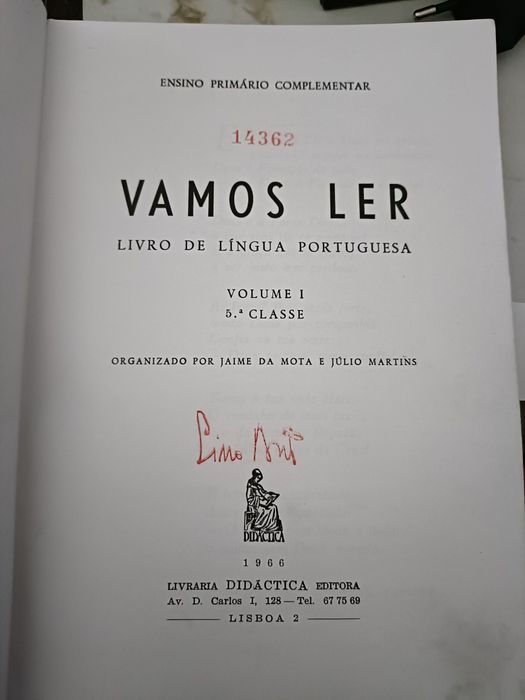 ENSINO PRIMÁRIO COMPLEMENTAR
14362
VAMOS LER
LIVRO DE LÍNGUA PORTUGUESA
VOLUME I
5.ª CLASSE
ORGANIZADO POR JAIME DA MOTA E JÚLIO MARTINS
DIDÁCTICA
1966
LIVRARIA DIDÁCTICA EDITORA
Av. D. Carlos I, 128 — Tel. 67 75 69
LISBOA 2